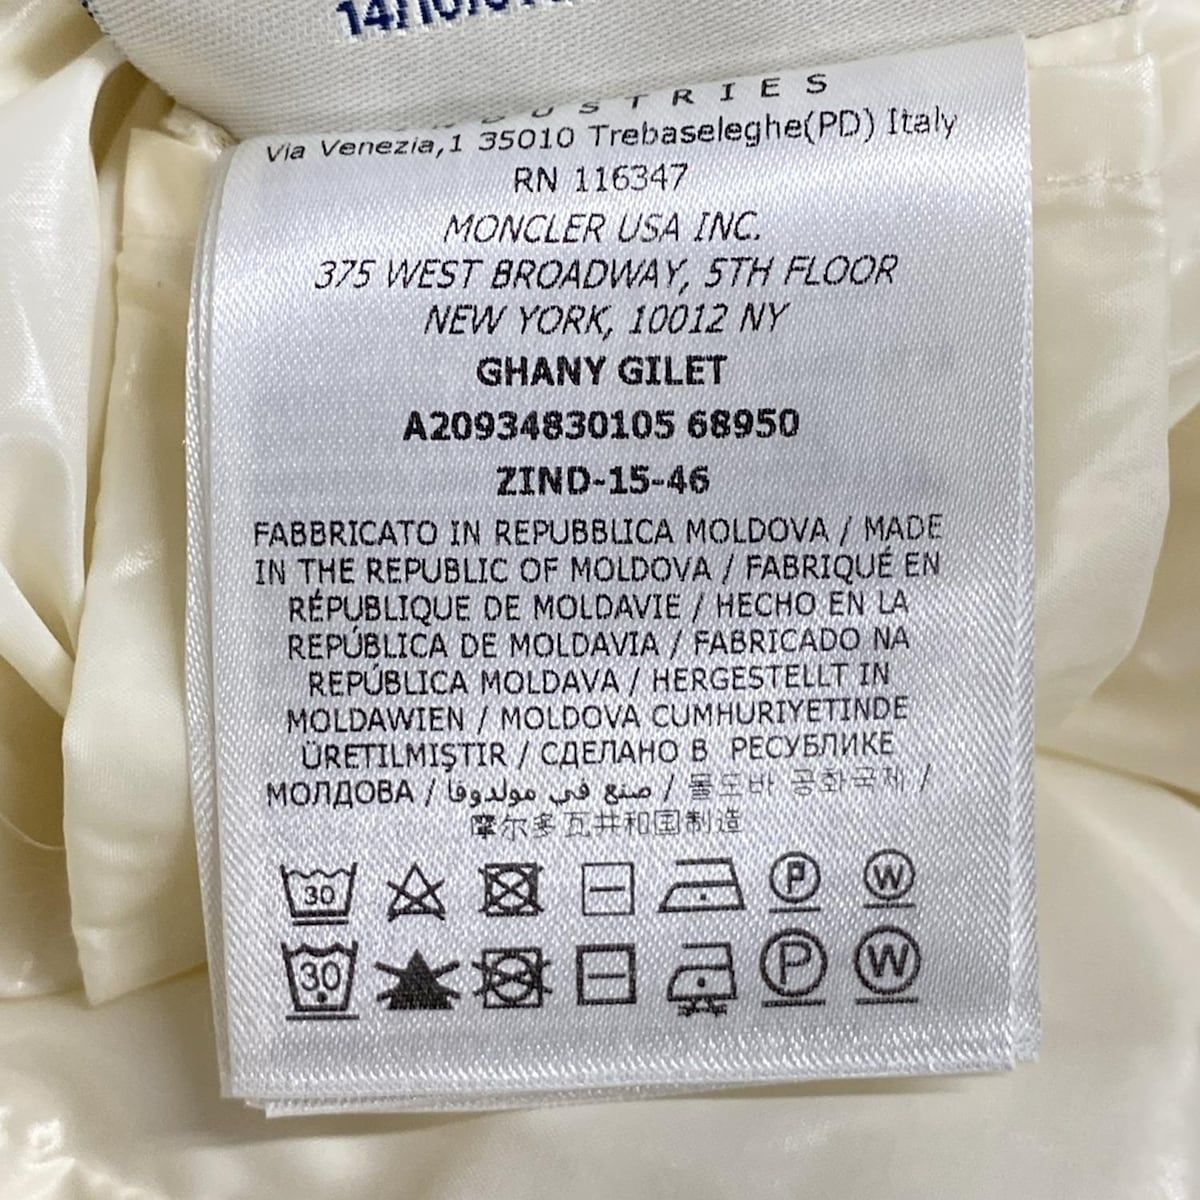 STRIES
Via Venezia,1 35010 Trebaseleghe(PD) Italy
RN 116347
MONCLER USA INC.
375 WEST BROADWAY, 5TH FLOOR
NEW YORK, 10012 NY
GHANY GILET
A20934830105 68950
ZIND-15-46
FABBRICATO IN REPUBBLICA MOLDOVA / MADE
IN THE REPUBLIC OF MOLDOVA / FABRIQUÉ EN
RÉPUBLIQUE DE MOLDAVIE / HECHO EN LA
REPÚBLICA DE MOLDAVIA / FABRICADO NA
REPÚBLICA MOLDAVA / HERGESTELLT IN
MOLDAWIEN / MOLDOVA CUMHURIYETINDE
ÜRETILMIŞTIR / СДЕЛАНО В РЕСУБЛИКЕ
МОЛДОВА / صنع في مولدوفا / 몰도바 공화국제 /
摩尔多瓦共和国制造
30 P W
30 P W